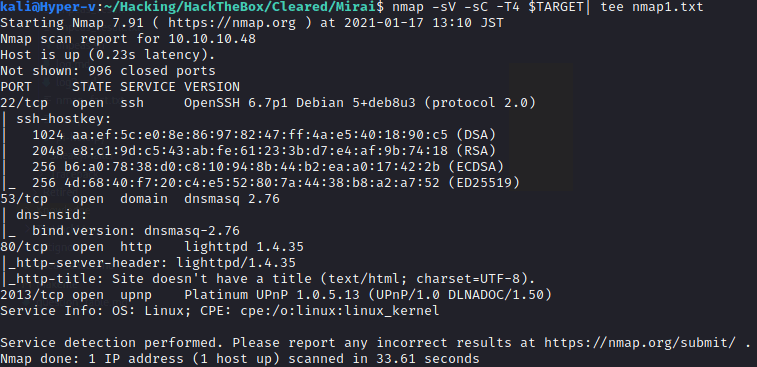 kali@Hyper-v:~/Hacking/HackTheBox/Cleared/Mirai$ nmap -sV -sC -T4 $TARGET| tee nmap1.txt
Starting Nmap 7.91 ( https://nmap.org ) at 2021-01-17 13:10 JST
Nmap scan report for 10.10.10.48
Host is up (0.23s latency).
Not shown: 996 closed ports
PORT     STATE SERVICE VERSION
22/tcp   open  ssh     OpenSSH 6.7p1 Debian 5+deb8u3 (protocol 2.0)
| ssh-hostkey:
|   1024 aa:ef:5c:e0:8e:86:97:82:47:ff:4a:e5:40:18:90:c5 (DSA)
|   2048 e8:c1:9d:c5:43:ab:fe:61:23:3b:d7:e4:af:9b:74:18 (RSA)
|   256 b6:a0:78:38:d0:c8:10:94:8b:44:b2:ea:a0:17:42:2b (ECDSA)
|_  256 4d:68:40:f7:20:c4:e5:52:80:7a:44:38:b8:a2:a7:52 (ED25519)
53/tcp   open  domain  dnsmasq 2.76
| dns-nsid:
|_  bind.version: dnsmasq-2.76
80/tcp   open  http    lighttpd 1.4.35
|_http-server-header: lighttpd/1.4.35
|_http-title: Site doesn't have a title (text/html; charset=UTF-8).
2013/tcp open  upnp    Platinum UPnP 1.0.5.13 (UPnP/1.0 DLNADOC/1.50)
Service Info: OS: Linux; CPE: cpe:/o:linux:linux_kernel

Service detection performed. Please report any incorrect results at https://nmap.org/submit/ .
Nmap done: 1 IP address (1 host up) scanned in 33.61 seconds